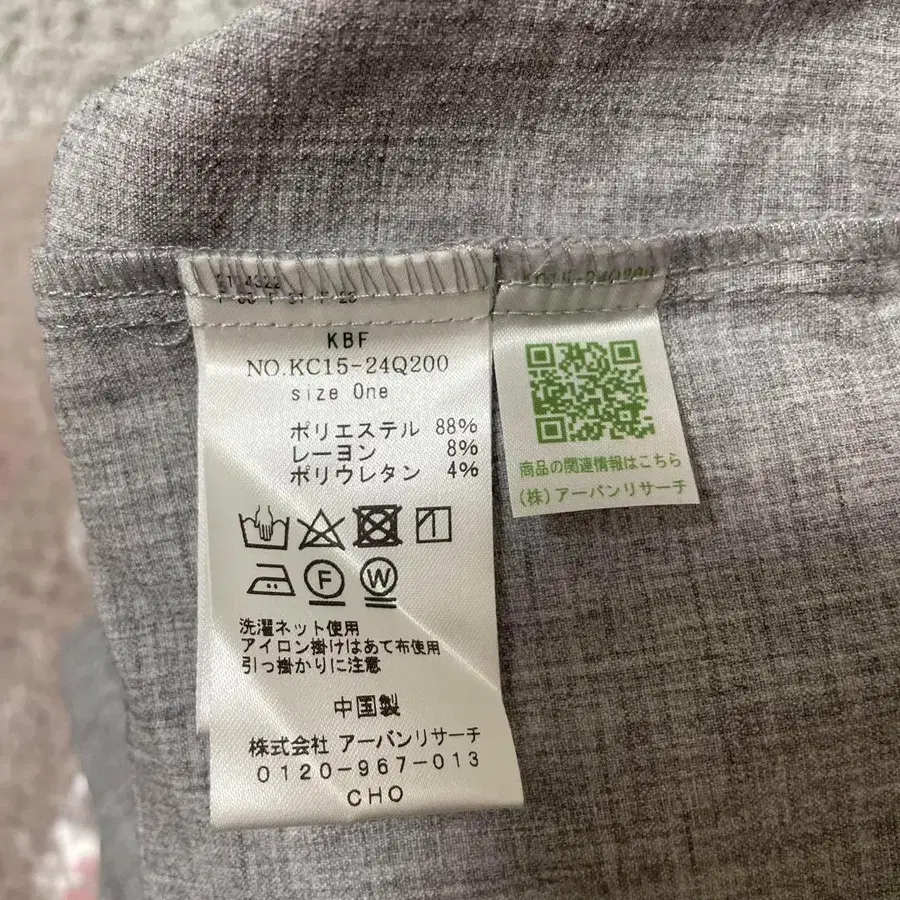 KBF
NO.KC15-24Q200
size One
ポリエステル 88%
レーヨン 8%
ポリウレタン 4%
F
W
洗濯ネット使用
アイロン掛けはあて布使用
引っ掛かりに注意
中国製
株式会社 アーバンリサーチ
0120-967-013
CHO
KC15-24Q200
商品の関連情報はこちら
(株)アーバンリサーチ